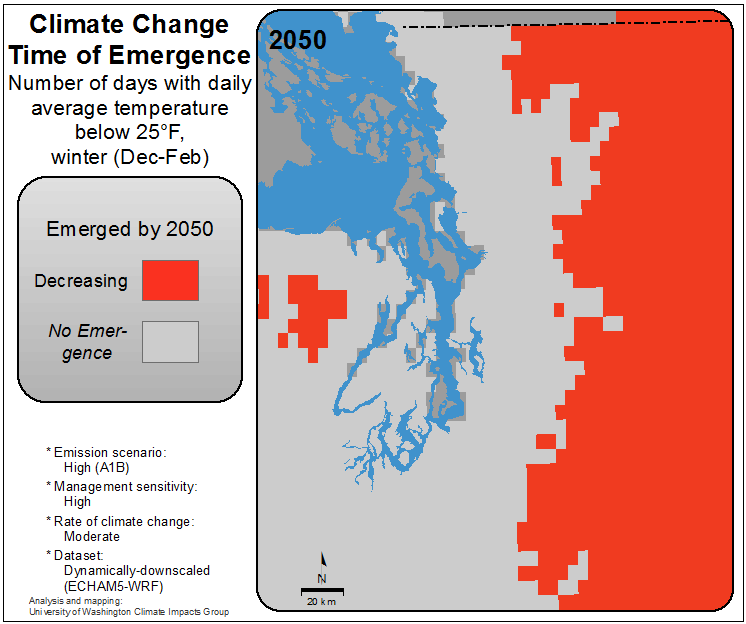 Climate Change
Time of Emergence
Number of days with daily
average temperature
below 25°F,
winter (Dec-Feb)
2050
Emerged by 2050
Decreasing
No Emer-
gence
* Emission scenario:
High (A1B)
* Management sensitivity:
High
* Rate of climate change:
Moderate
* Dataset:
Dynamically-downscaled
(ECHAM5-WRF)
Analysis and mapping:
University of Washington Climate Impacts Group
N
20 km